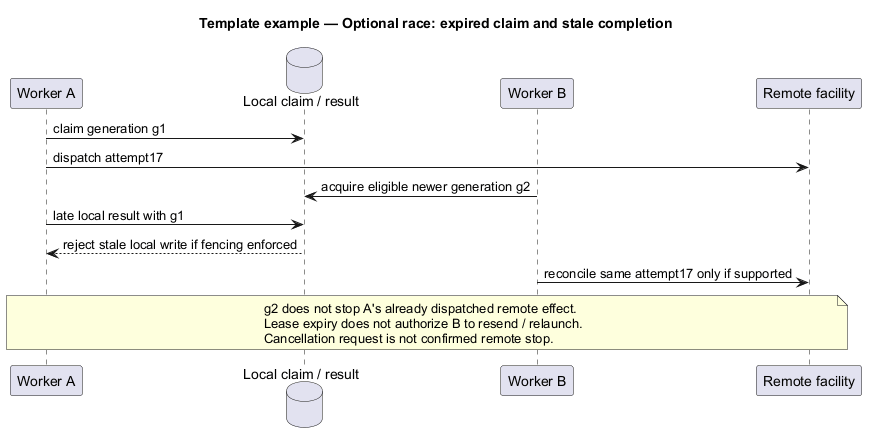 Template example — Optional race: expired claim and stale completion
Worker A
Local claim / result
Worker B
Remote facility
claim generation g1
dispatch attempt17
acquire eligible newer generation g2
late local result with g1
reject stale local write if fencing enforced
reconcile same attempt17 only if supported
g2 does not stop A's already dispatched remote effect.
Lease expiry does not authorize B to resend / relaunch.
Cancellation request is not confirmed remote stop.
Worker A
Local claim / result
Worker B
Remote facility